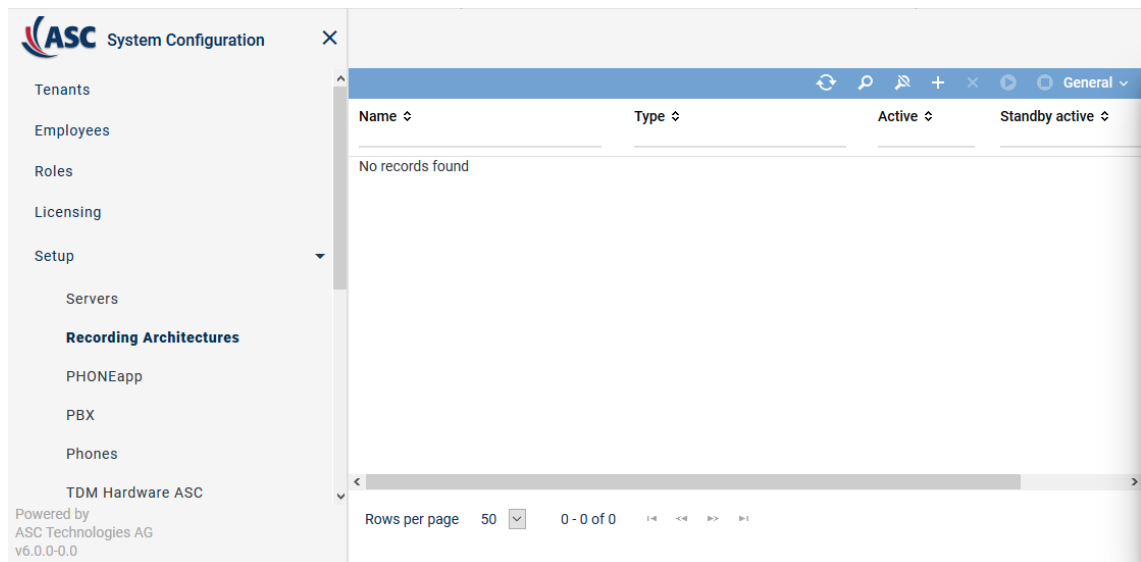 ASC System Configuration
Tenants
Employees
Roles
Licensing
Setup
Servers
Recording Architectures
PHONEapp
PBX
Phones
TDM Hardware ASC
Powered by
ASC Technologies AG
v6.0.0-0.0
General
Name Type Active Standby active
No records found
Rows per page 50 0 - 0 of 0